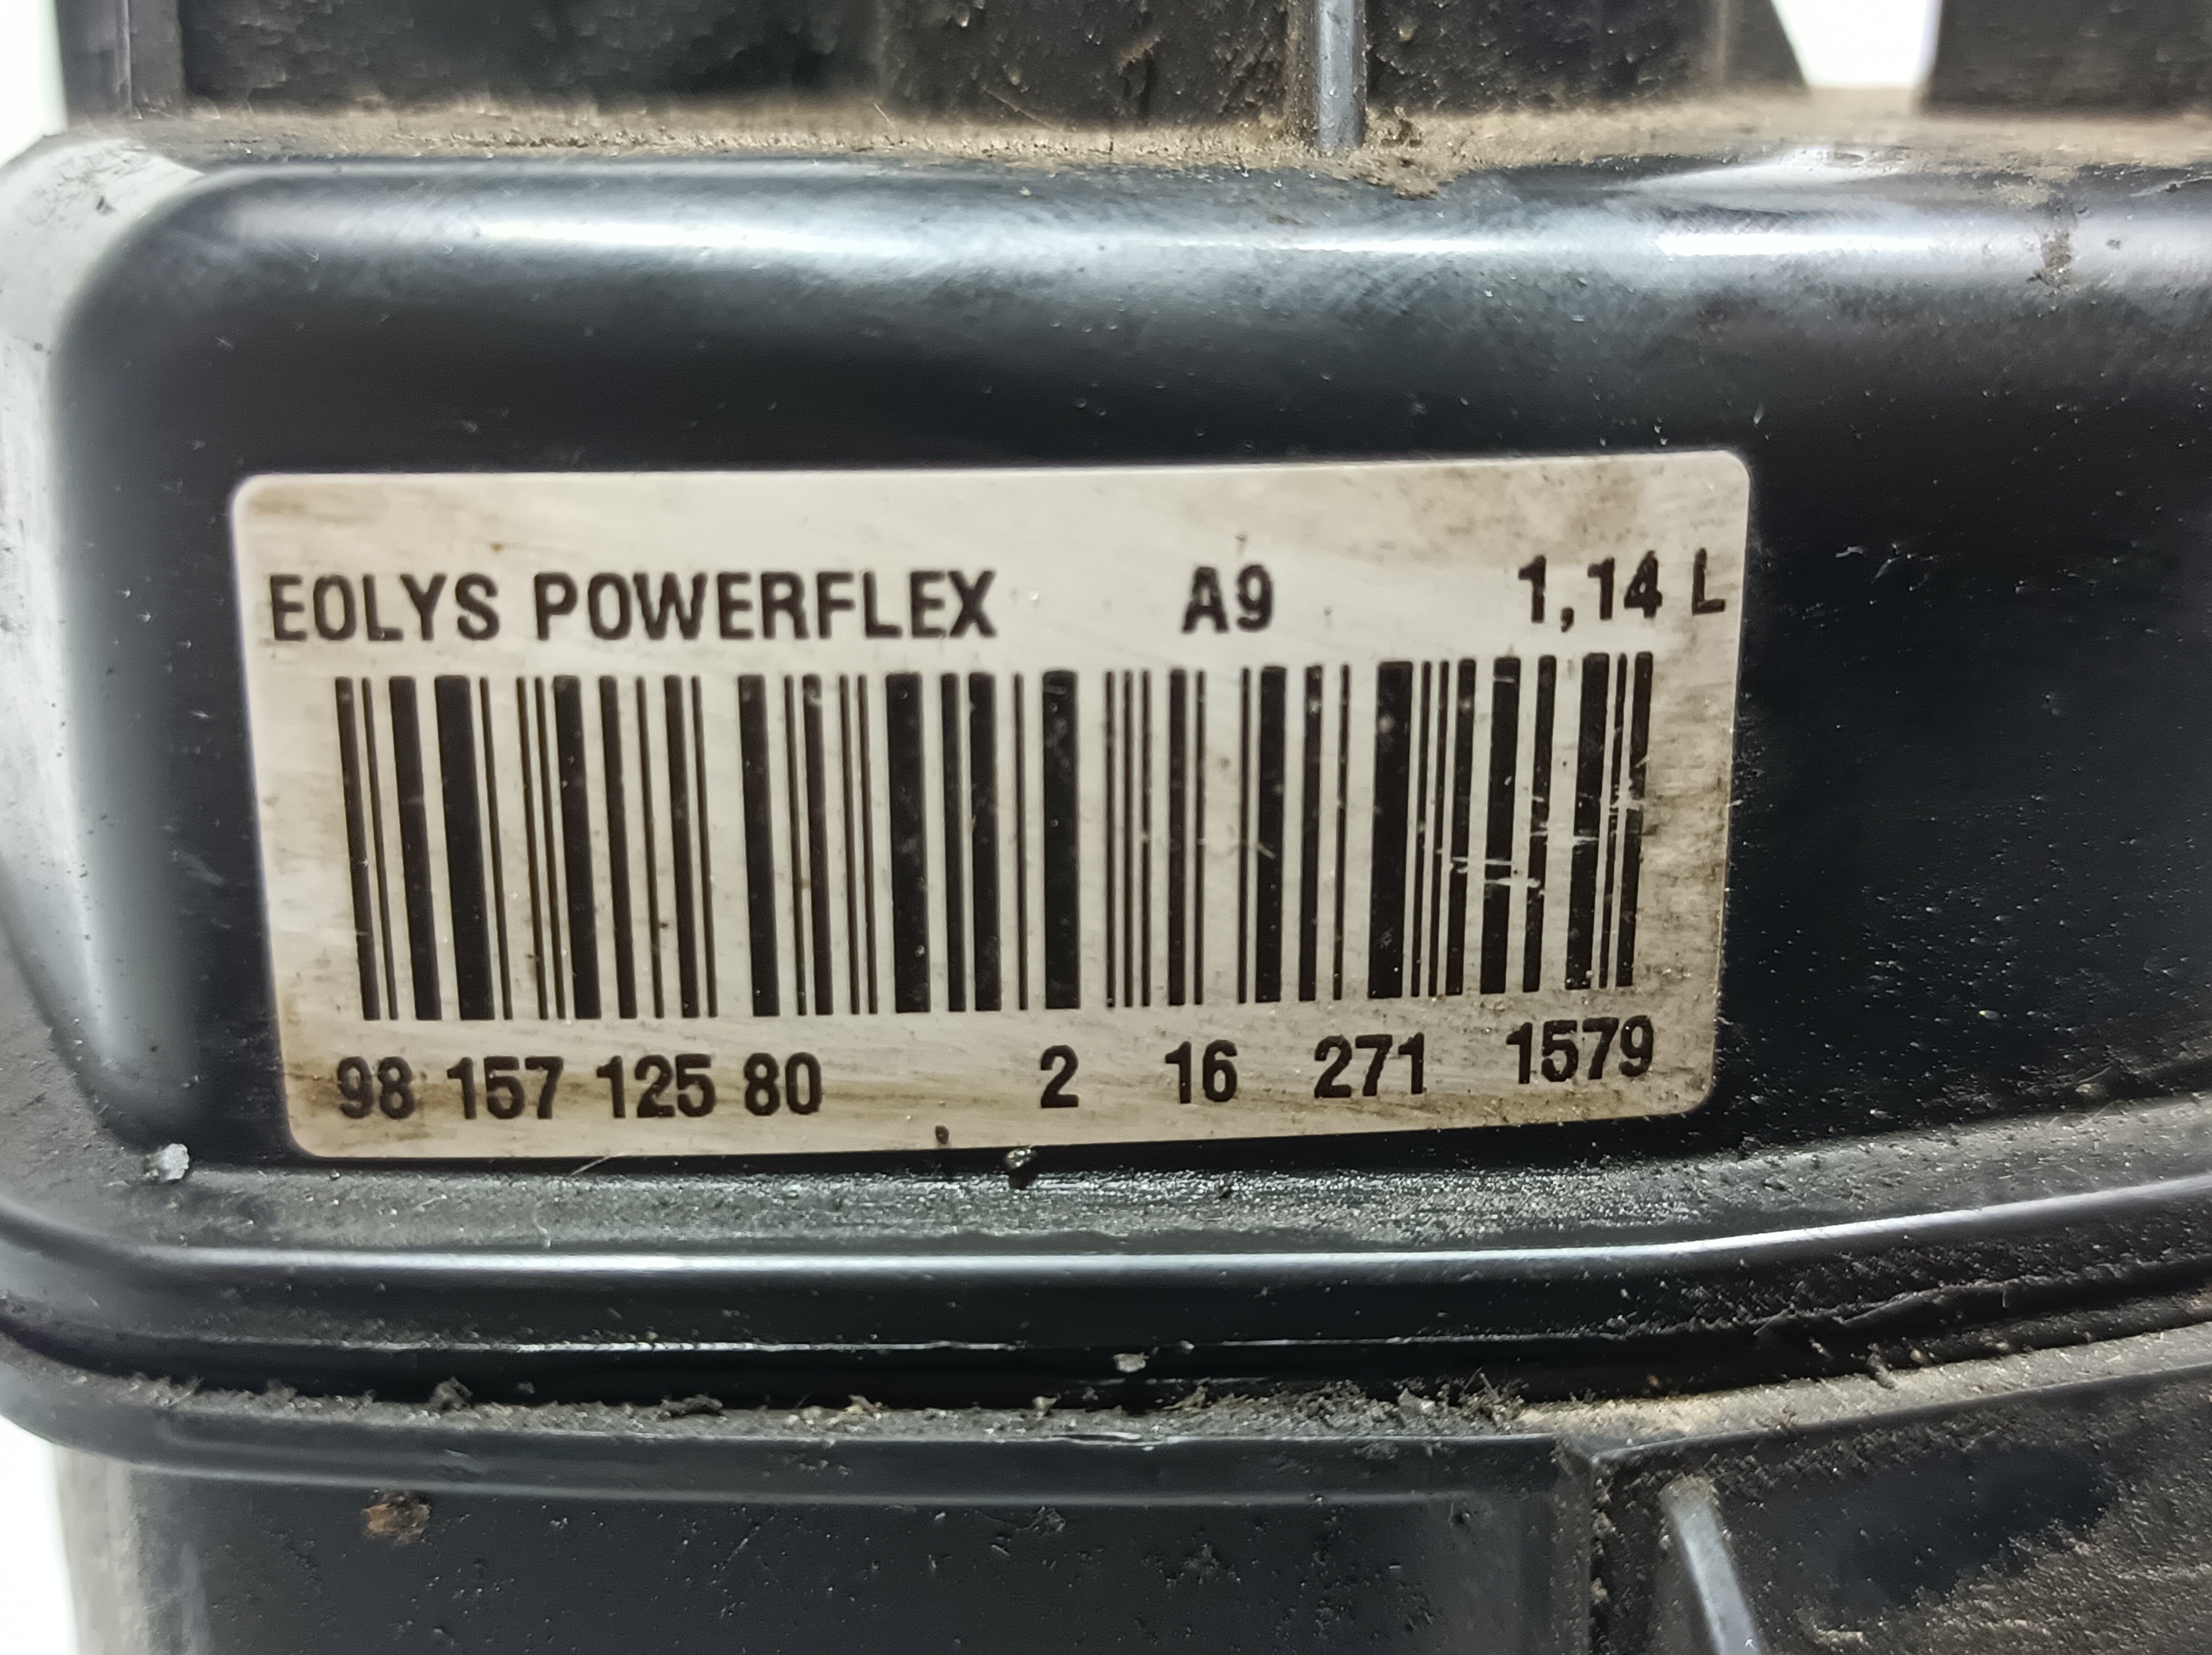 EOLYS POWERFLEX A9 1,14 L
98 157 125 80 2 16 271 1579